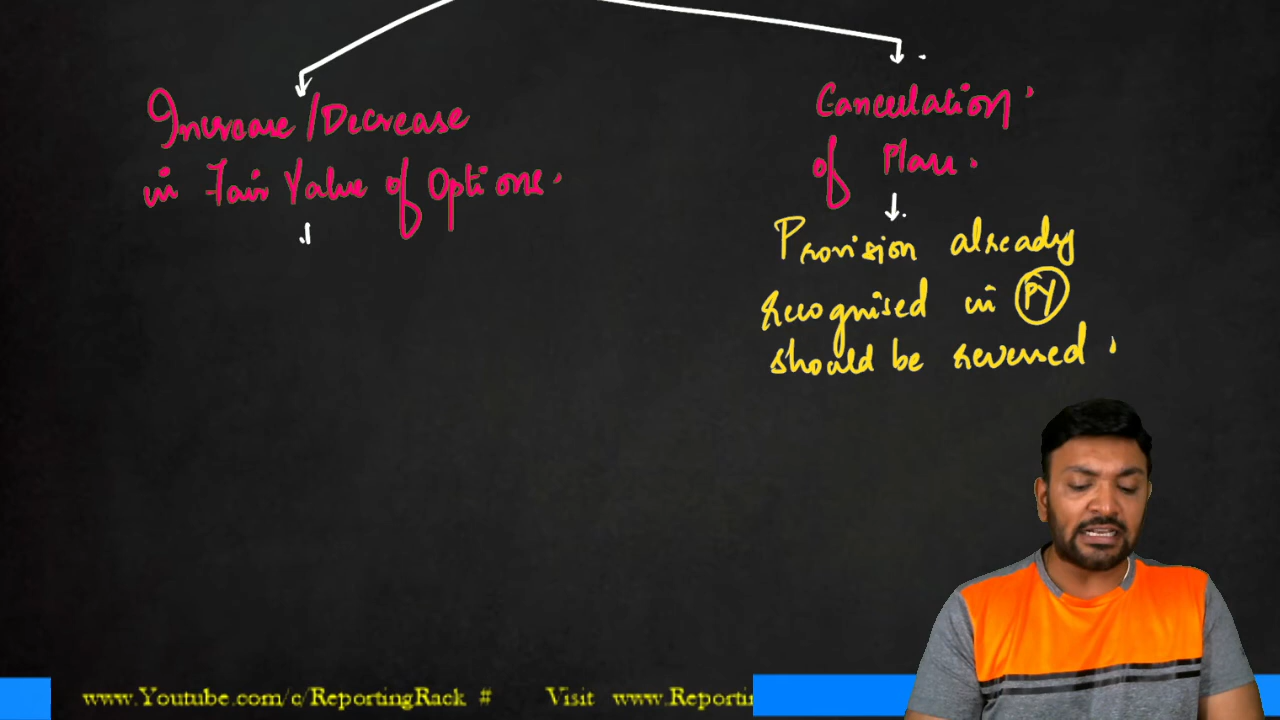 Increase/Decrease
in Fair Value of Options.
Cancellation
of Plan.
Provision already
recognised in PY
should be reversed.
www.Youtube.com/c/ReportingRack # Visit www.Reportin